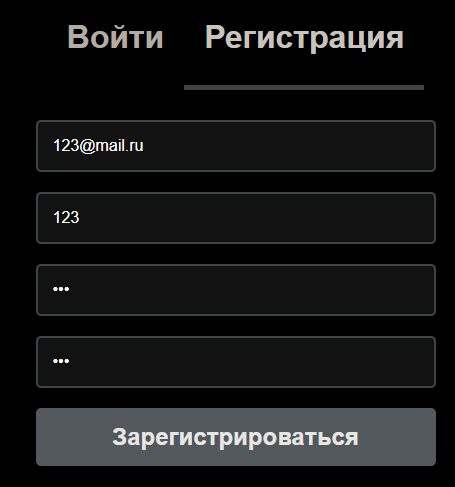 Войти Регистрация
123@mail.ru
123
•••
•••
Зарегистрироваться